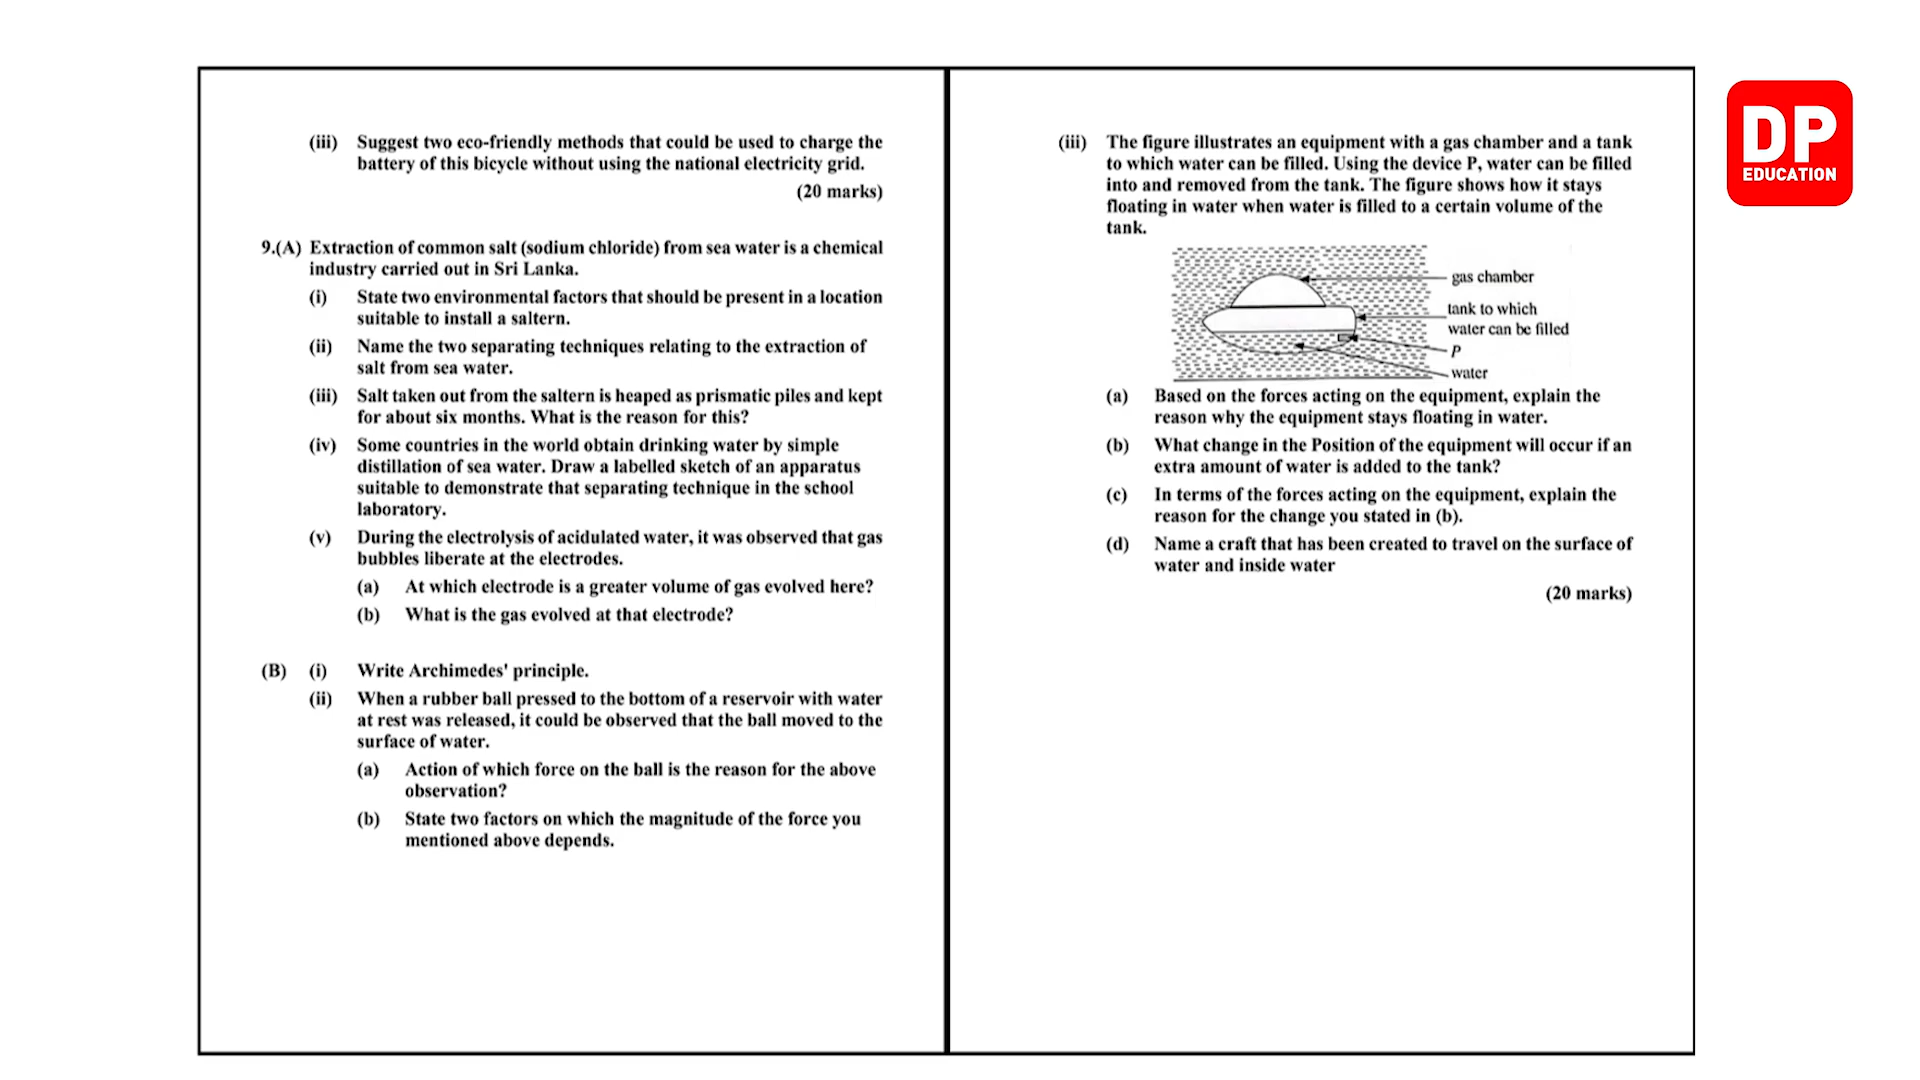 (iii) Suggest two eco-friendly methods that could be used to charge the
battery of this bicycle without using the national electricity grid.
(20 marks)
9.(A) Extraction of common salt (sodium chloride) from sea water is a chemical
industry carried out in Sri Lanka.
(i) State two environmental factors that should be present in a location
suitable to install a saltern.
(ii) Name the two separating techniques relating to the extraction of
salt from sea water.
(iii) Salt taken out from the saltern is heaped as prismatic piles and kept
for about six months. What is the reason for this?
(iv) Some countries in the world obtain drinking water by simple
distillation of sea water. Draw a labelled sketch of an apparatus
suitable to demonstrate that separating technique in the school
laboratory.
(v) During the electrolysis of acidulated water, it was observed that gas
bubbles liberate at the electrodes.
(a) At which electrode is a greater volume of gas evolved here?
(b) What is the gas evolved at that electrode?
(B) (i) Write Archimedes' principle.
(ii) When a rubber ball pressed to the bottom of a reservoir with water
at rest was released, it could be observed that the ball moved to the
surface of water.
(a) Action of which force on the ball is the reason for the above
observation?
(b) State two factors on which the magnitude of the force you
mentioned above depends.
(iii) The figure illustrates an equipment with a gas chamber and a tank
to which water can be filled. Using the device P, water can be filled
into and removed from the tank. The figure shows how it stays
floating in water when water is filled to a certain volume of the
tank.
gas chamber
tank to which
water can be filled
P
water
(a) Based on the forces acting on the equipment, explain the
reason why the equipment stays floating in water.
(b) What change in the Position of the equipment will occur if an
extra amount of water is added to the tank?
(c) In terms of the forces acting on the equipment, explain the
reason for the change you stated in (b).
(d) Name a craft that has been created to travel on the surface of
water and inside water
(20 marks)
DP
EDUCATION